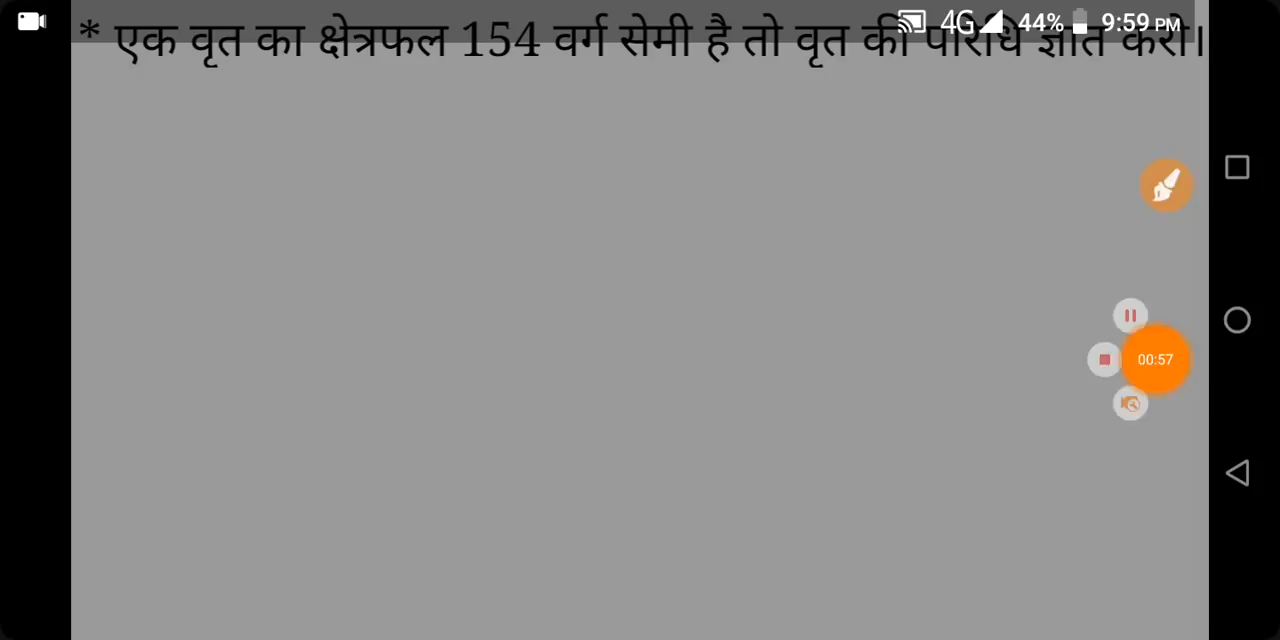 4G 44% 9:59 PM
* एक वृत का क्षेत्रफल 154 वर्ग सेमी है तो वृत की परिधि ज्ञात करो।
00:57